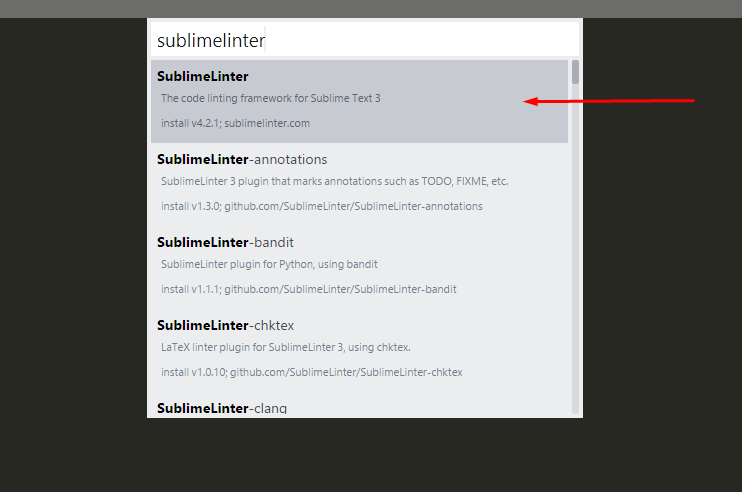 sublimelinter
SublimeLinter
The code linting framework for Sublime Text 3
install v4.2.1; sublimelinter.com
SublimeLinter-annotations
SublimeLinter 3 plugin that marks annotations such as TODO, FIXME, etc.
install v1.3.0; github.com/SublimeLinter/SublimeLinter-annotations
SublimeLinter-bandit
SublimeLinter plugin for Python, using bandit
install v1.1.1; github.com/SublimeLinter/SublimeLinter-bandit
SublimeLinter-chktex
LaTeX linter plugin for SublimeLinter 3, using chktex.
install v1.0.10; github.com/SublimeLinter/SublimeLinter-chktex
SublimeLinter-clang